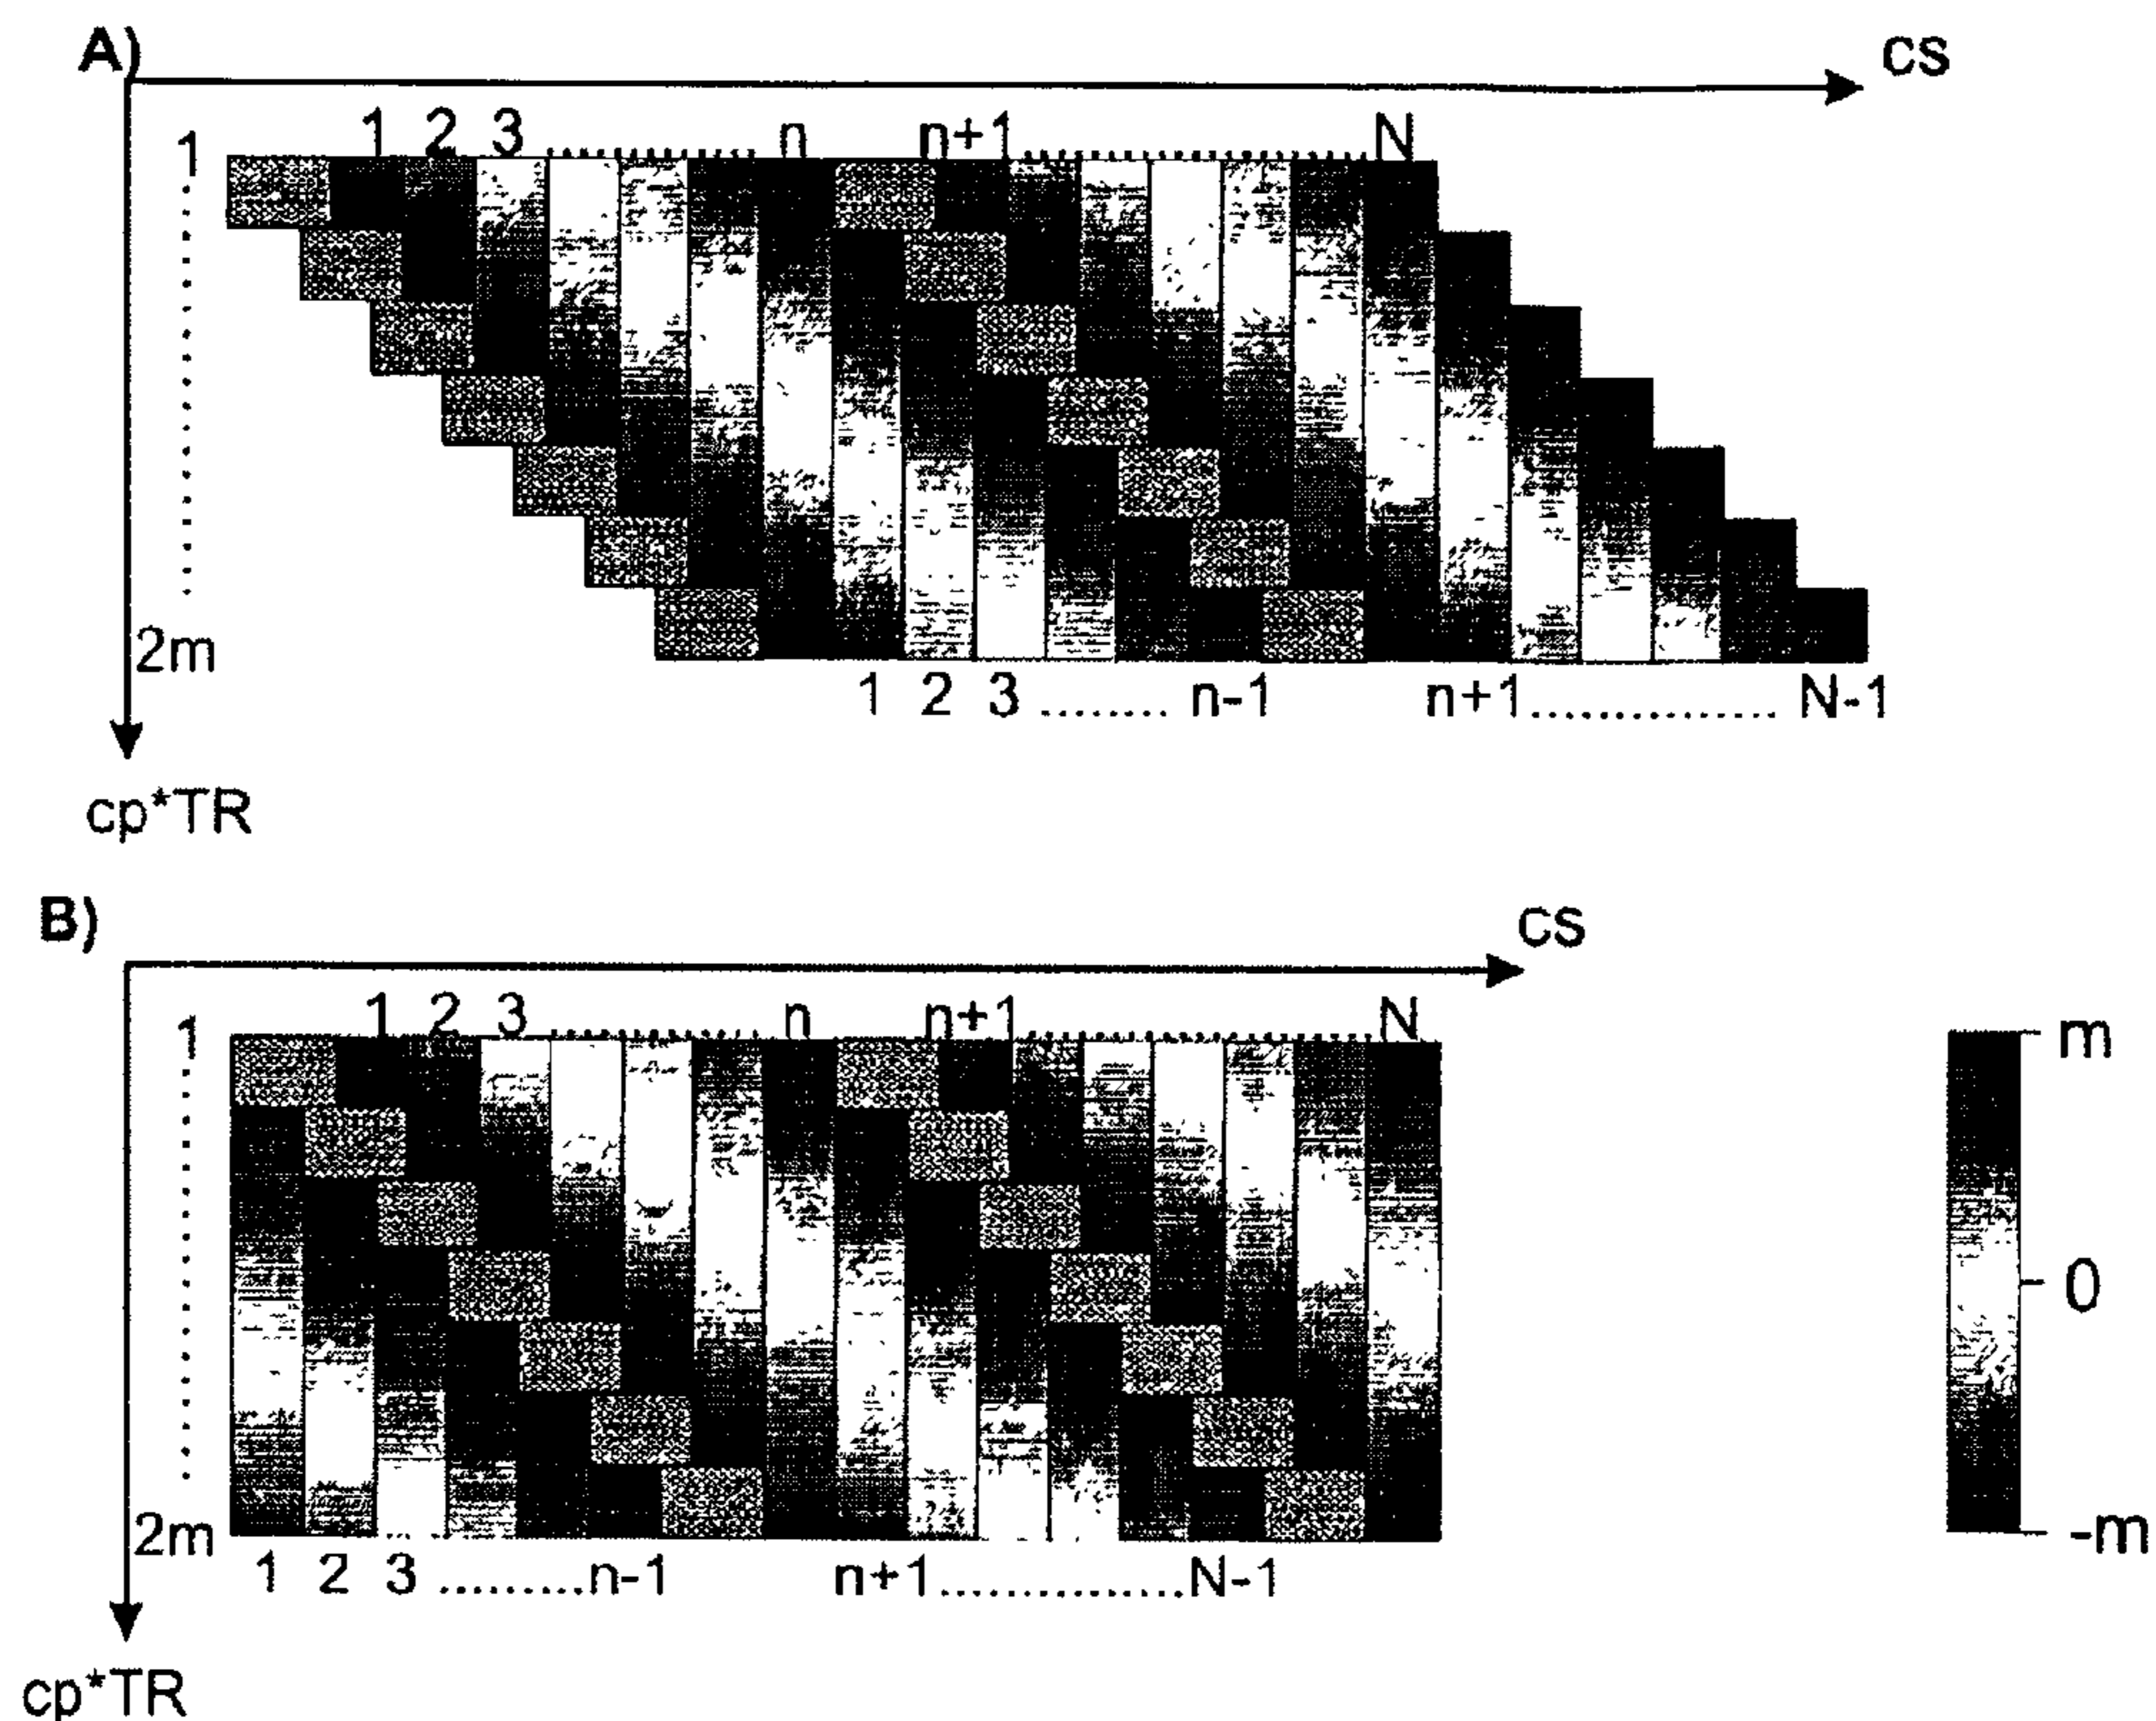 A)
cs
1 2 3 ........... n n+1 ............... N
1
2m
1 2 3 ........ n-1 n+1 ............... N-1
cp*TR
B)
cs
1 2 3 ........... n n+1 ............... N
1
m
0
-m
2m
1 2 3 .........n-1 n+1...............N-1
cp*TR